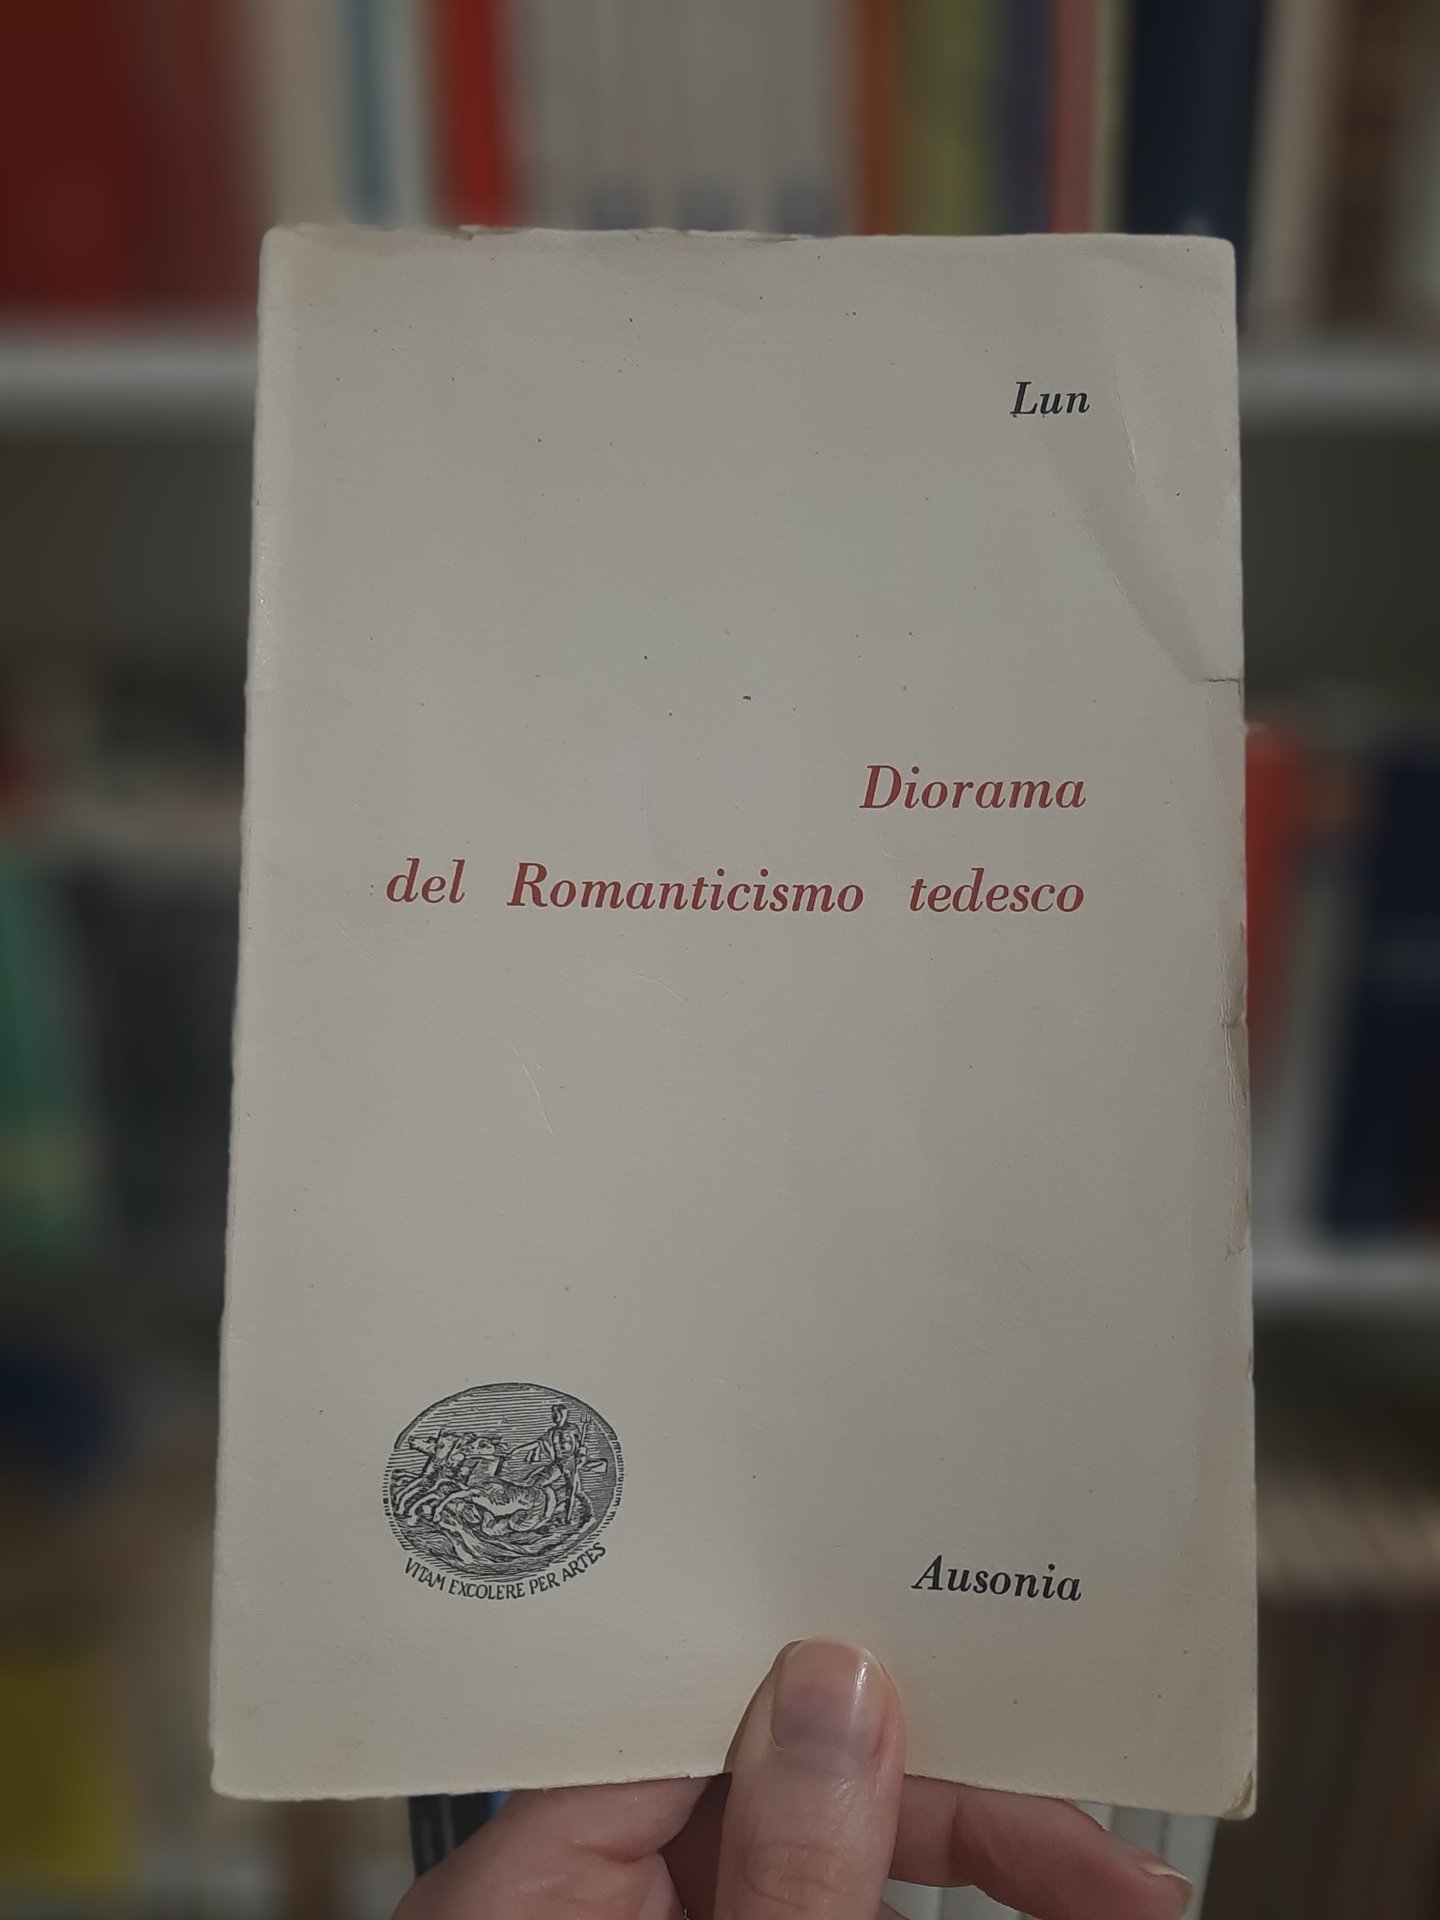 Lun
Diorama
del Romanticismo tedesco
VITAM EXCOLERE PER ARTES
Ausonia